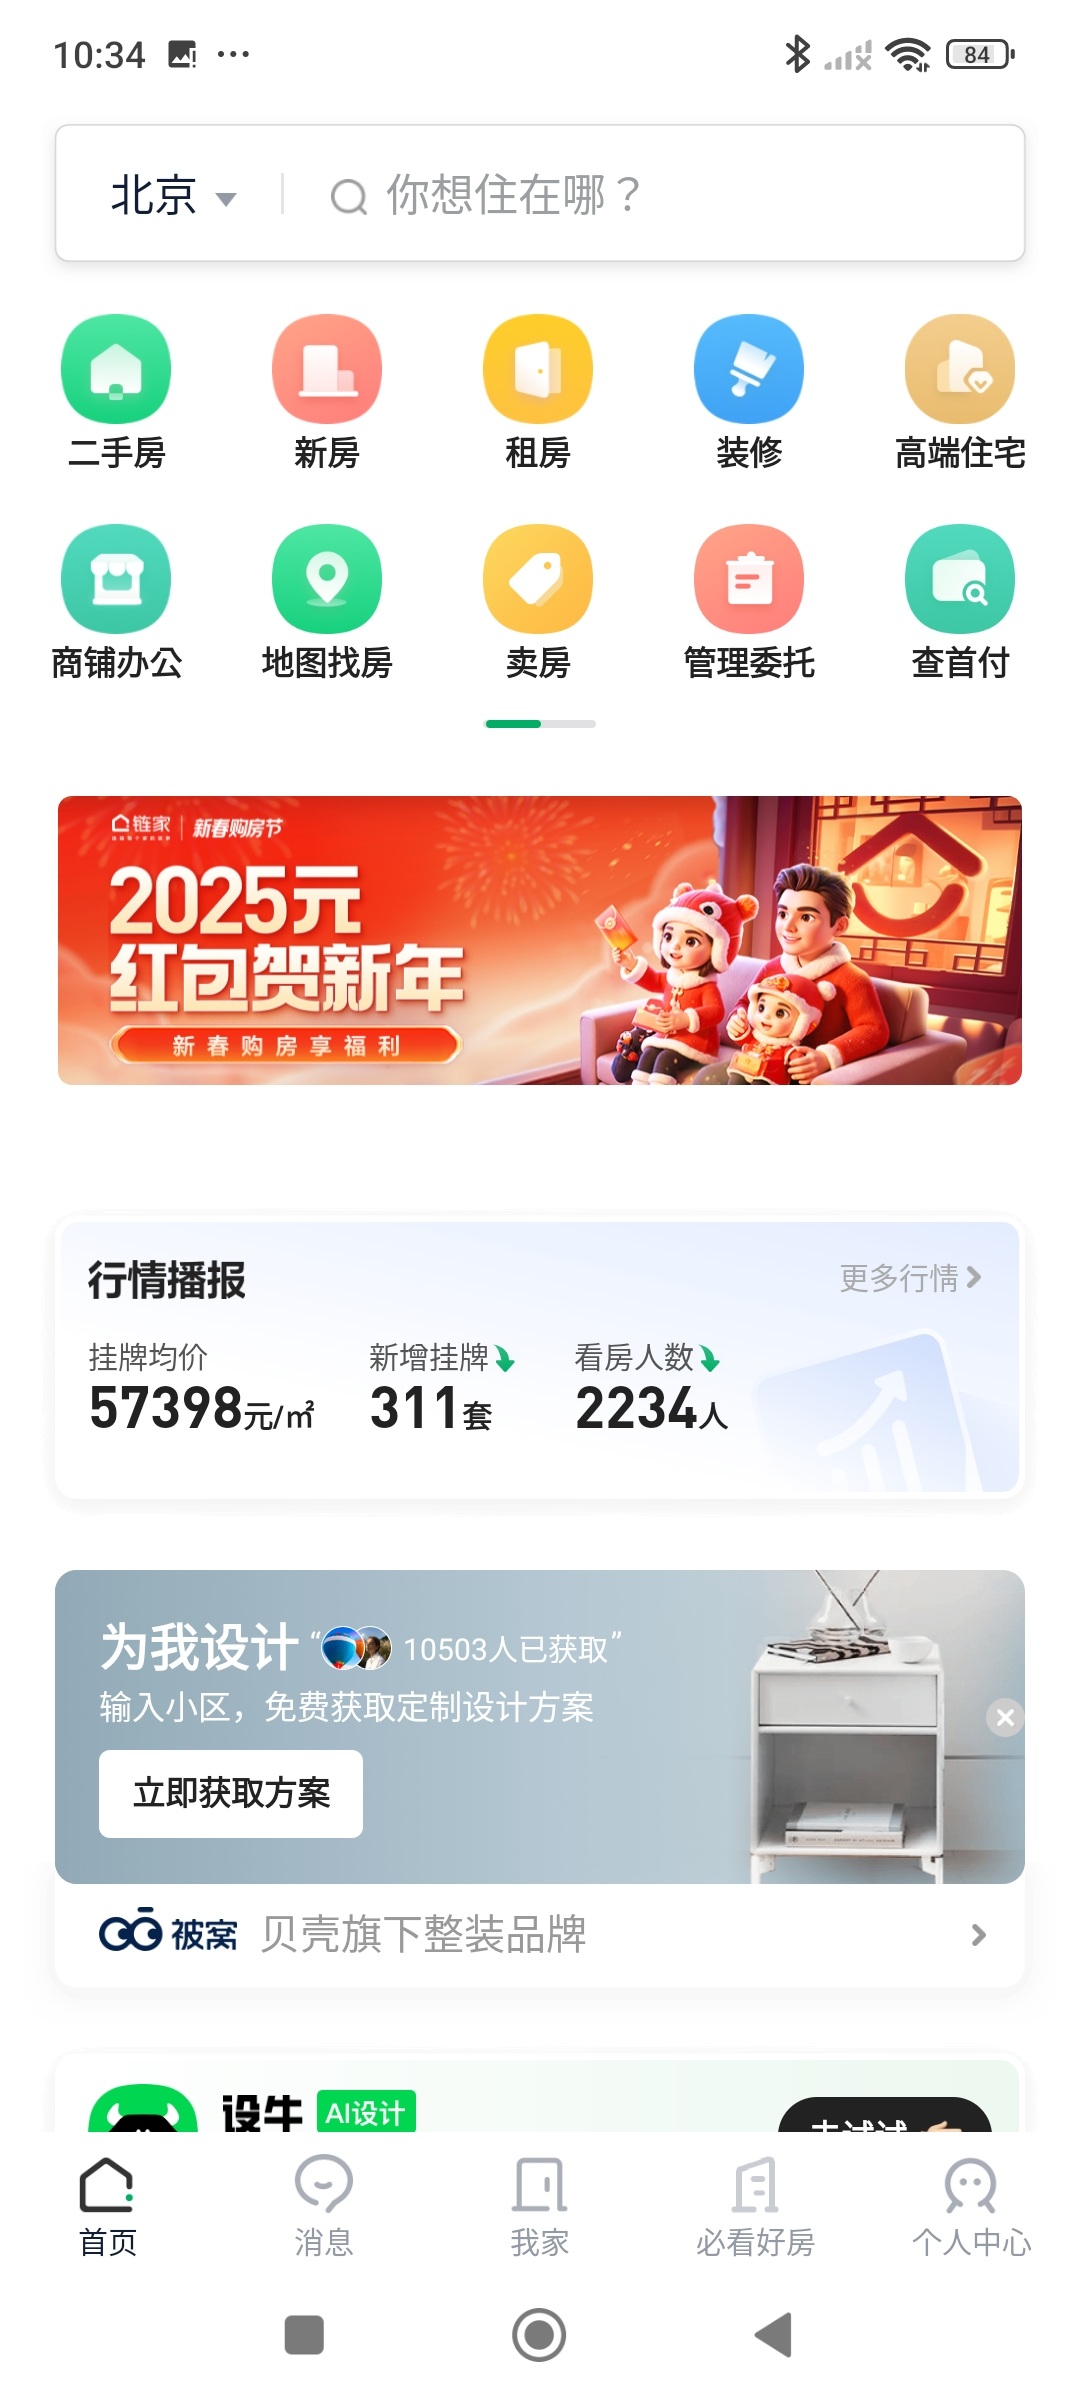 10:34
84
北京
你想住在哪？
二手房
新房
租房
装修
高端住宅
商铺办公
地图找房
卖房
管理委托
查首付
链家
新春购房节
2025元
红包贺新年
新春购房享福利
行情播报
更多行情
挂牌均价
新增挂牌
看房人数
57398元/㎡
311套
2234人
为我设计
“ 10503人已获取”
输入小区，免费获取定制设计方案
立即获取方案
被窝
贝壳旗下整装品牌
设牛
AI设计
去试试
首页
消息
我家
必看好房
个人中心